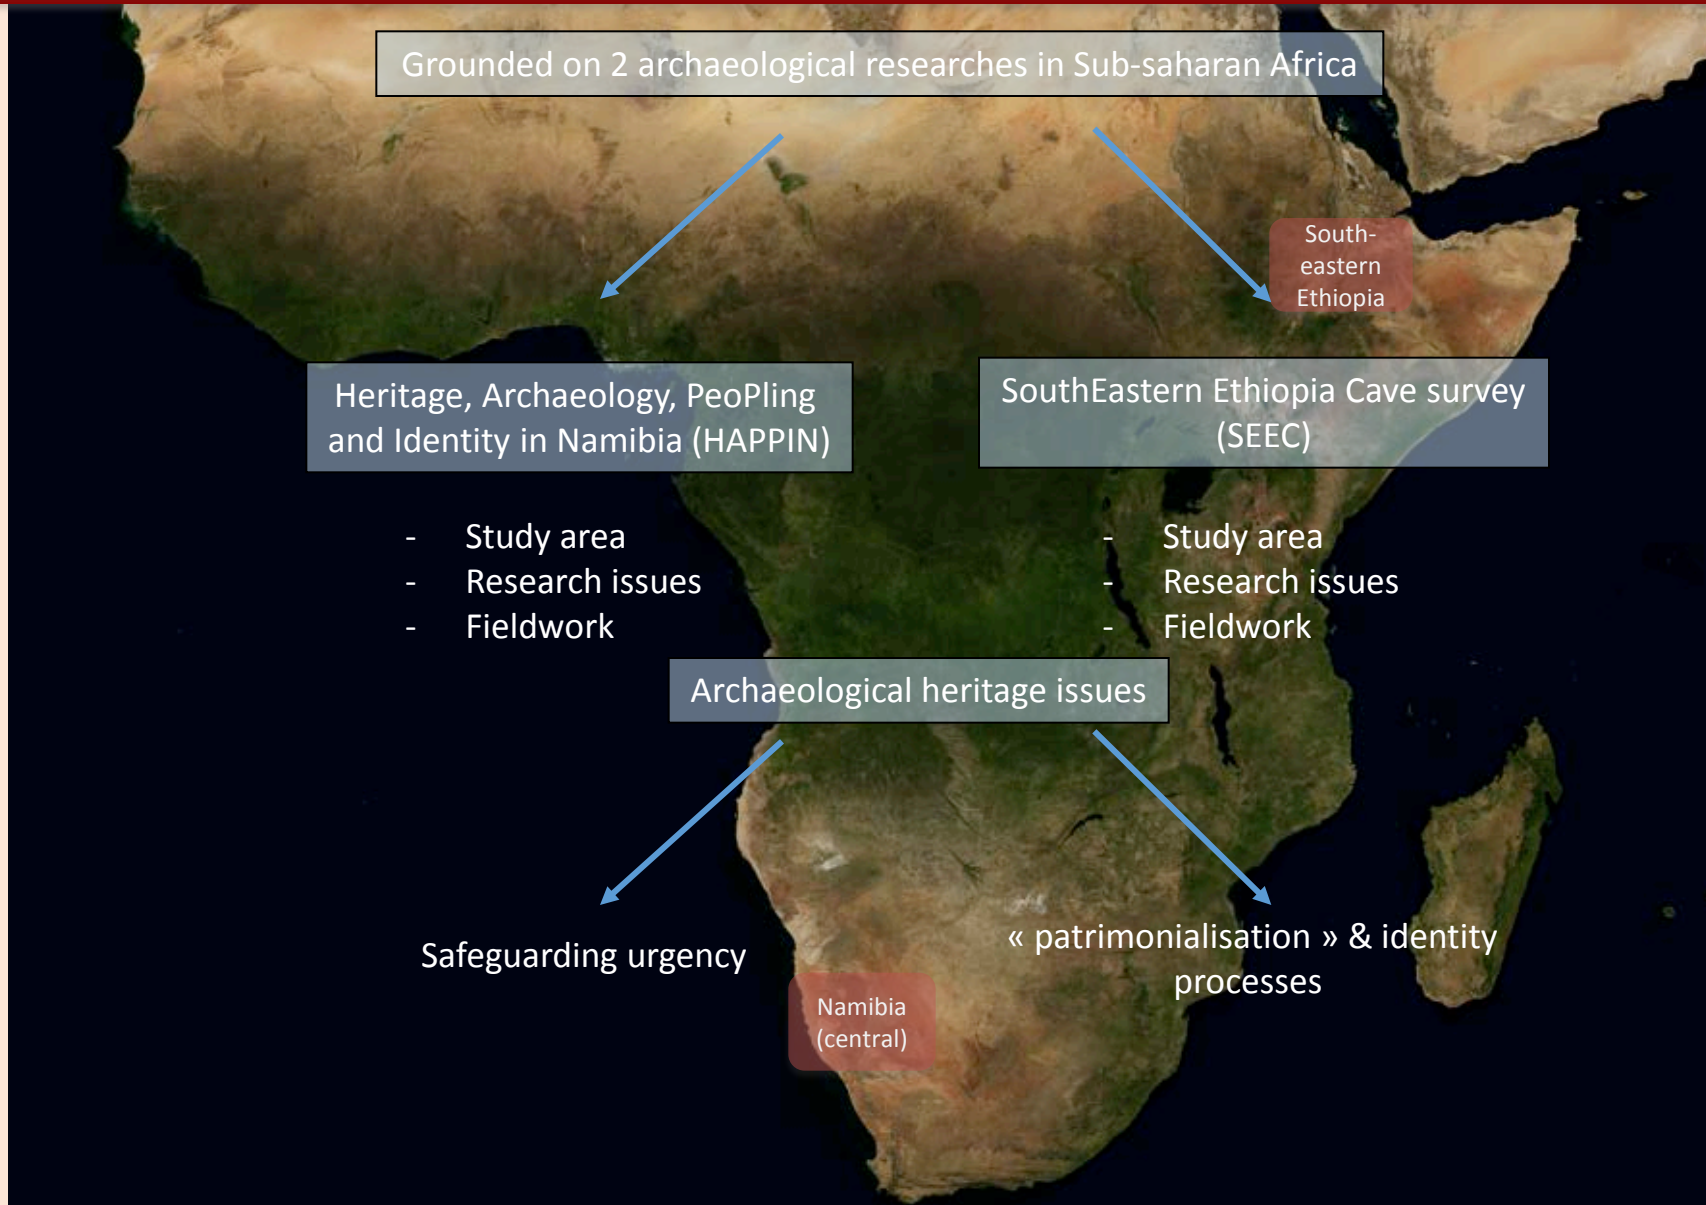 Grounded on 2 archaeological researches in Sub-saharan Africa
South-
eastern
Ethiopia
Heritage, Archaeology, PeoPling
and Identity in Namibia (HAPPIN)
SouthEastern Ethiopia Cave survey
(SEEC)
- Study area
- Research issues
- Fieldwork
- Study area
- Research issues
- Fieldwork
Archaeological heritage issues
Safeguarding urgency
« patrimonialisation » & identity
processes
Namibia
(central)